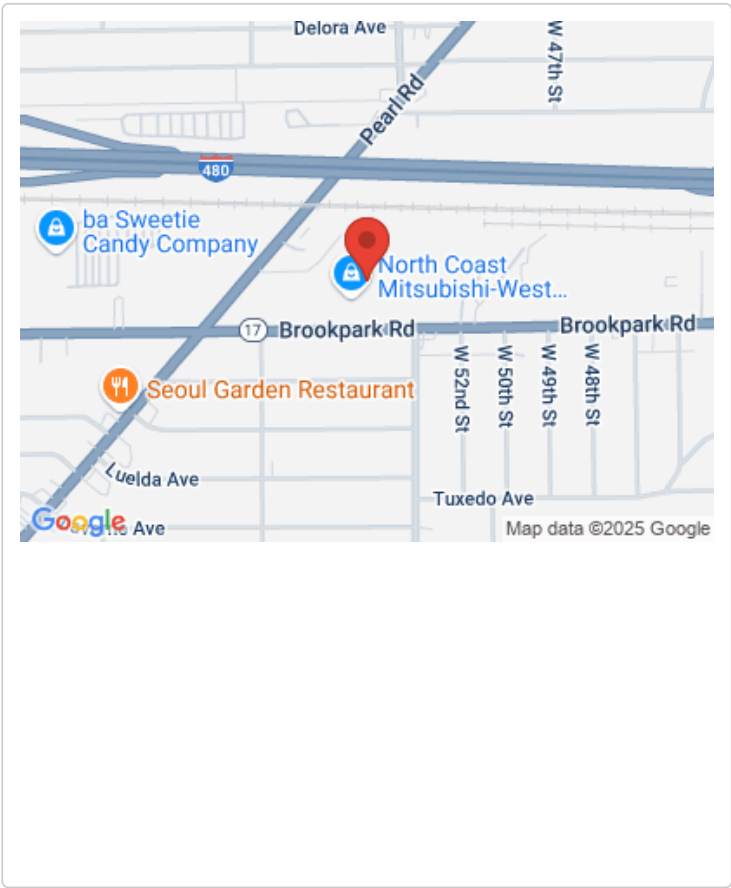 Delora Ave
W 47th St
Pearl Rd
480
ba Sweetie
Candy Company
North Coast
Mitsubishi-West...
17
Brookpark Rd
Brookpark Rd
W 52nd St
W 50th St
W 49th St
W 48th St
Seoul Garden Restaurant
Luelda Ave
Tuxedo Ave
Google
Ave
Map data ©2025 Google